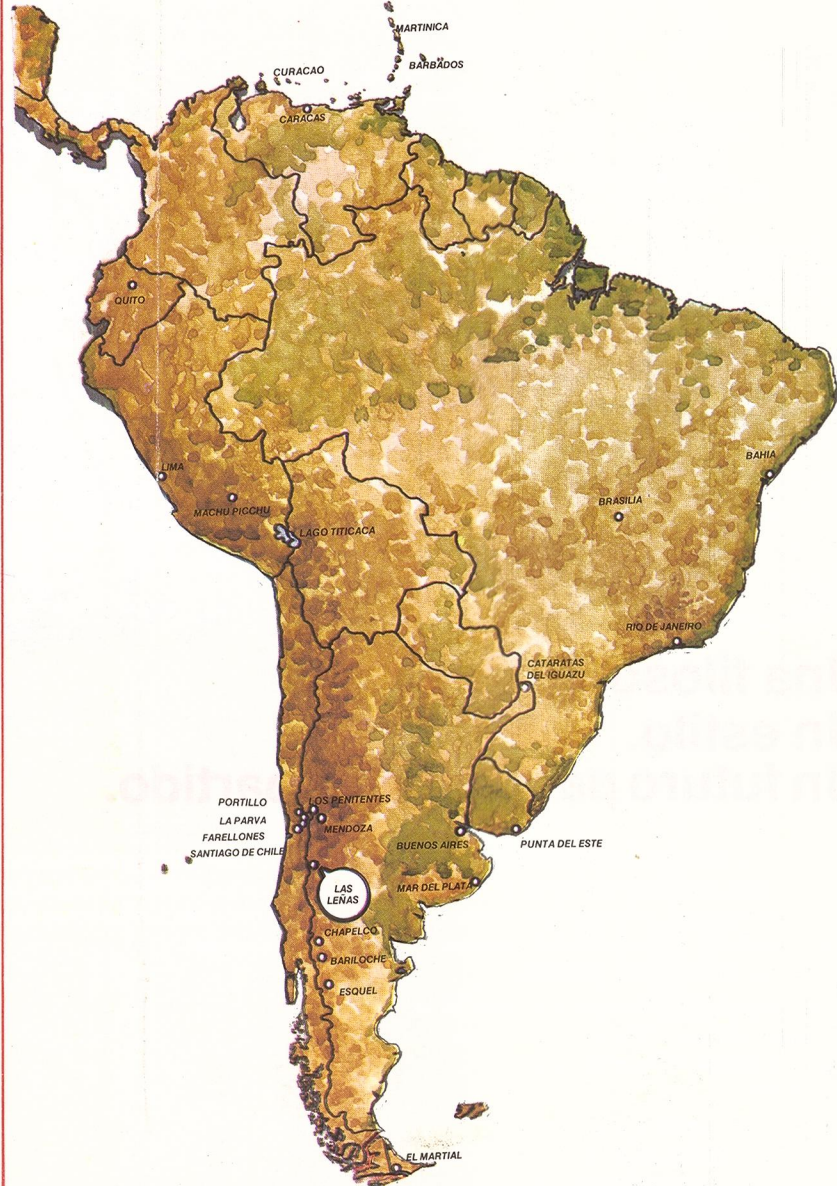 MARTINICA
BARBADOS
CURACAO
CARACAS
QUITO
LIMA
MACHU PICCHU
LAGO TITICACA
BAHIA
BRASILIA
RIO DE JANEIRO
CATARATAS
DEL IGUAZU
PORTILLO
LOS PENITENTES
LA PARVA
MENDOZA
FARELLONES
SANTIAGO DE CHILE
BUENOS AIRES
PUNTA DEL ESTE
LAS
LEÑAS
MAR DEL PLATA
CHAPELCO
BARILOCHE
ESQUEL
EL MARTIAL